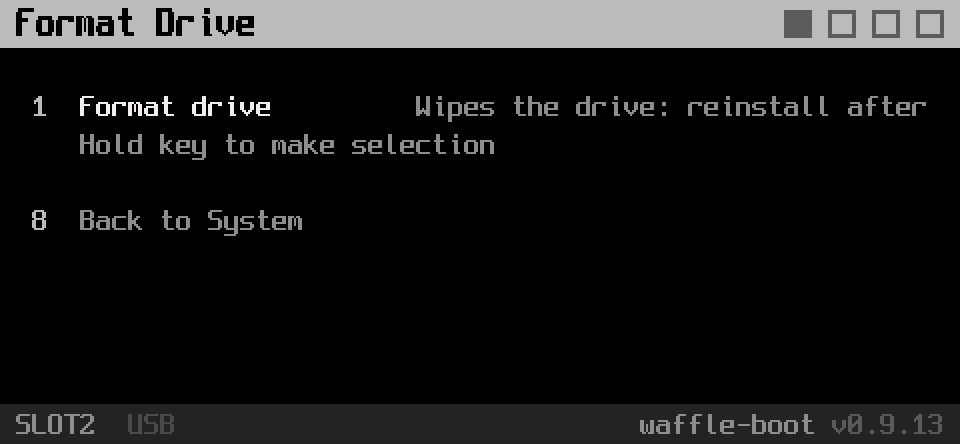 Format Drive
1 Format drive Wipes the drive: reinstall after
Hold key to make selection
8 Back to System
SLOT2 USB waffle-boot v0.9.13